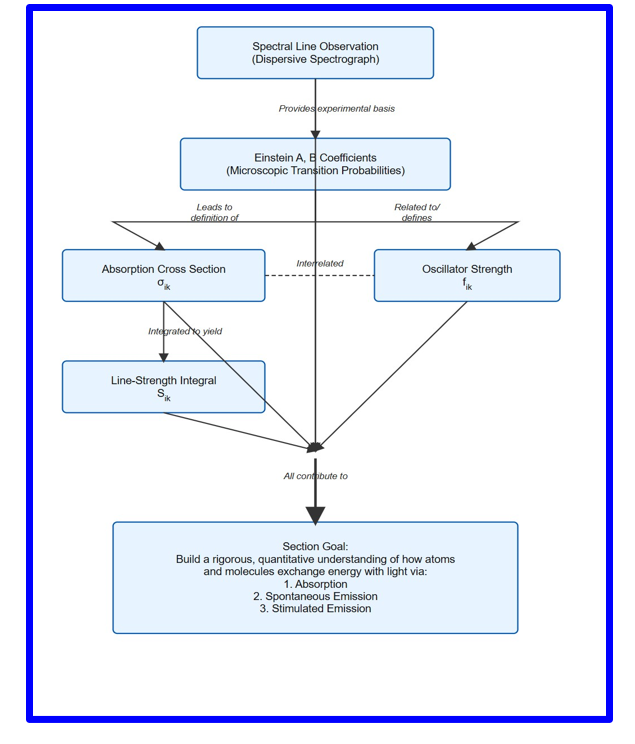 Spectral Line Observation
(Dispersive Spectrograph)
Provides experimental basis
Einstein A, B Coefficients
(Microscopic Transition Probabilities)
Leads to
definition of
Related to/
defines
Absorption Cross Section
σik
Interrelated
Oscillator Strength
fik
Integrated to yield
Line-Strength Integral
Sik
All contribute to
Section Goal:
Build a rigorous, quantitative understanding of how atoms
and molecules exchange energy with light via:
1. Absorption
2. Spontaneous Emission
3. Stimulated Emission